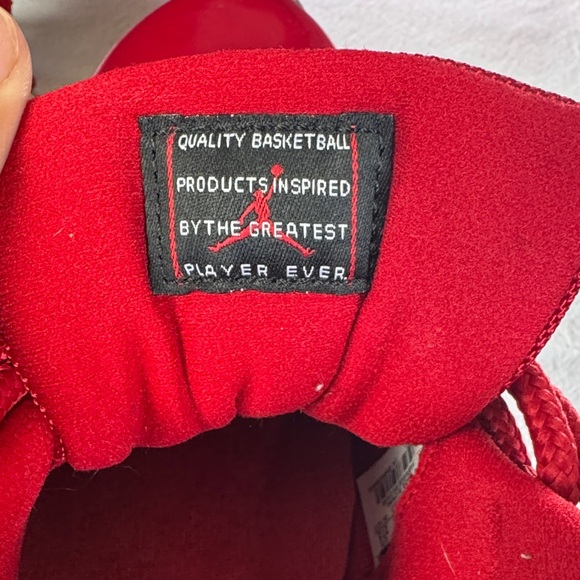 QUALITY BASKETBALL
PRODUCTS INSPIRED
BY THE GREATEST
PLAYER EVER.